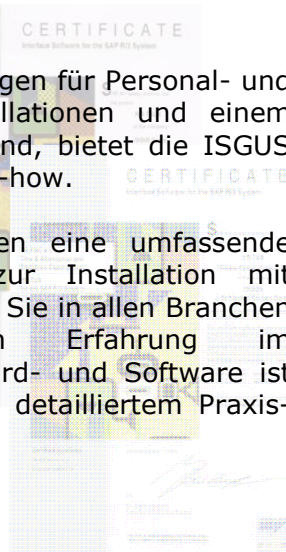 CERTIFICATE
Interface Software for the SAP R/3 System
gen für Personal- und
llationen und einem
nd, bietet die ISGUS
-how.
CERTIFICATE
Interface Software for the SAP R/3 System
en eine umfassende
zur Installation mit
Sie in allen Branchen
n Erfahrung im
rd- und Software ist
detailliertem Praxis-